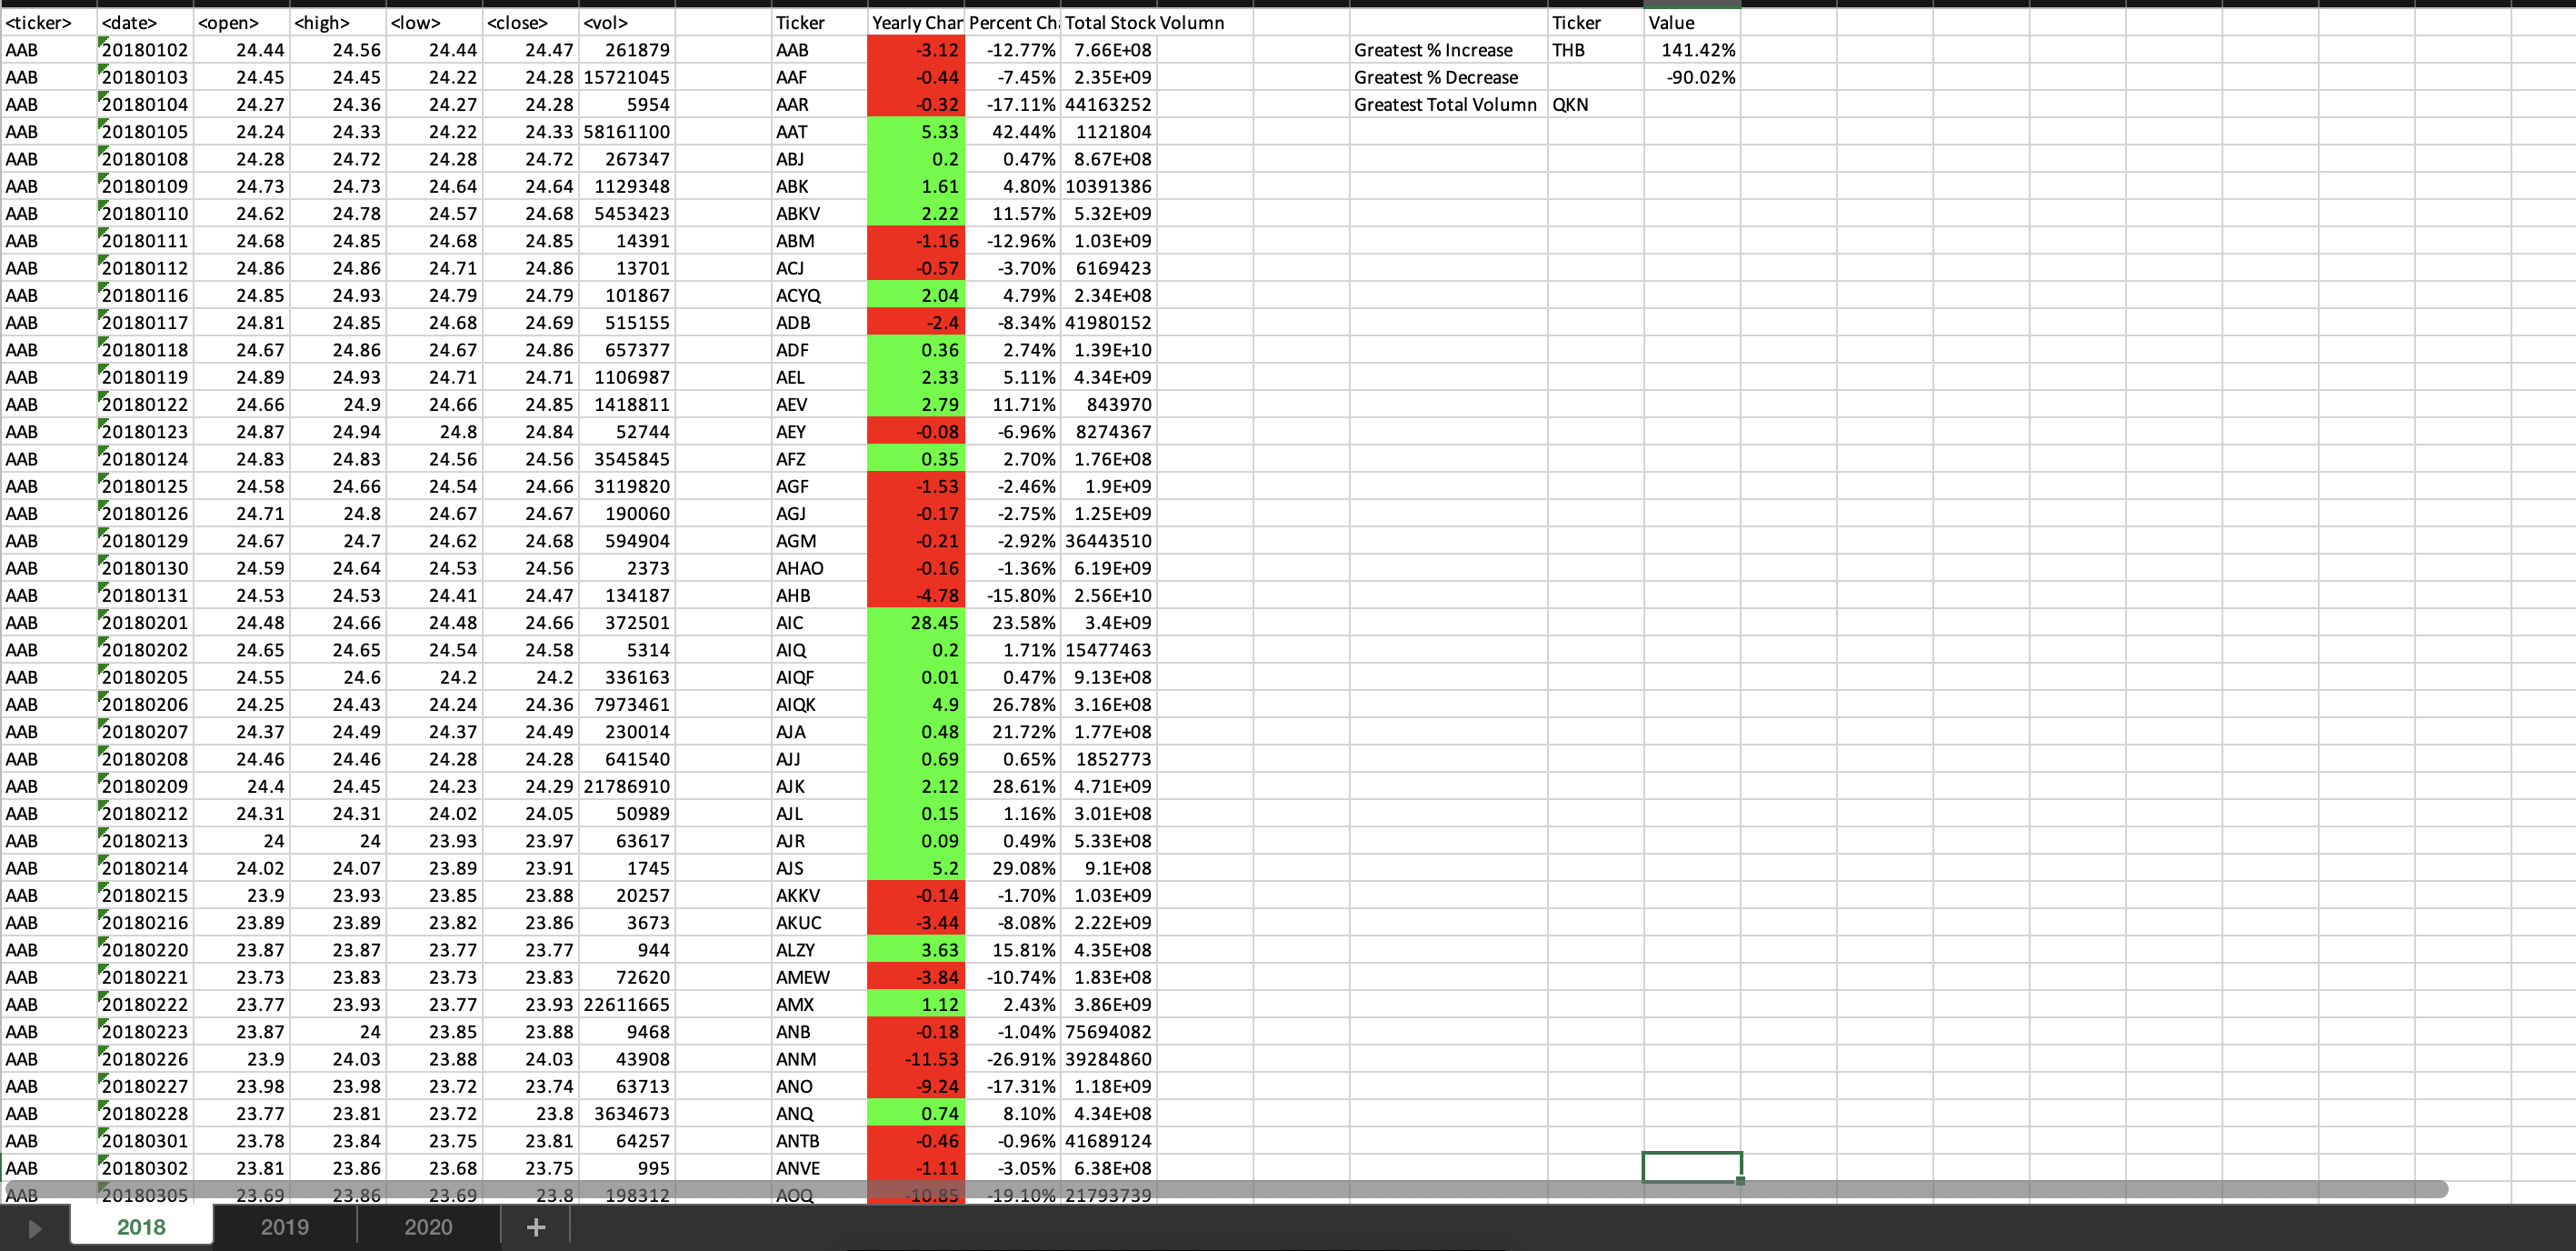 <ticker> <date> <open> <high> <low> <close> <vol> Ticker Yearly Char Percent Ch Total Stock Volumn Ticker Value
AAB 20180102 24.44 24.56 24.44 24.47 261879 AAB -3.12 -12.77% 7.66E+08 Greatest % Increase THB 141.42%
AAB 20180103 24.45 24.45 24.22 24.28 15721045 AAF -0.44 -7.45% 2.35E+09 Greatest % Decrease -90.02%
AAB 20180104 24.27 24.36 24.27 24.28 5954 AAR -0.32 -17.11% 44163252 Greatest Total Volumn QKN
AAB 20180105 24.24 24.33 24.22 24.33 58161100 AAT 5.33 42.44% 1121804
AAB 20180108 24.28 24.72 24.28 24.72 267347 ABJ 0.2 0.47% 8.67E+08
AAB 20180109 24.73 24.73 24.64 24.64 1129348 ABK 1.61 4.80% 10391386
AAB 20180110 24.62 24.78 24.57 24.68 5453423 ABKV 2.22 11.57% 5.32E+09
AAB 20180111 24.68 24.85 24.68 24.85 14391 ABM -1.16 -12.96% 1.03E+09
AAB 20180112 24.86 24.86 24.71 24.86 13701 ACJ -0.57 -3.70% 6169423
AAB 20180116 24.85 24.93 24.79 24.79 101867 ACYQ 2.04 4.79% 2.34E+08
AAB 20180117 24.81 24.85 24.68 24.69 515155 ADB -2.4 -8.34% 41980152
AAB 20180118 24.67 24.86 24.67 24.86 657377 ADF 0.36 2.74% 1.39E+10
AAB 20180119 24.89 24.93 24.71 24.71 1106987 AEL 2.33 5.11% 4.34E+09
AAB 20180122 24.66 24.9 24.66 24.85 1418811 AEV 2.79 11.71% 843970
AAB 20180123 24.87 24.94 24.8 24.84 52744 AEY -0.08 -6.96% 8274367
AAB 20180124 24.83 24.83 24.56 24.56 3545845 AFZ 0.35 2.70% 1.76E+08
AAB 20180125 24.58 24.66 24.54 24.66 3119820 AGF -1.53 -2.46% 1.9E+09
AAB 20180126 24.71 24.8 24.67 24.67 190060 AGJ -0.17 -2.75% 1.25E+09
AAB 20180129 24.67 24.7 24.62 24.68 594904 AGM -0.21 -2.92% 36443510
AAB 20180130 24.59 24.64 24.53 24.56 2373 AHAO -0.16 -1.36% 6.19E+09
AAB 20180131 24.53 24.53 24.41 24.47 134187 AHB -4.78 -15.80% 2.56E+10
AAB 20180201 24.48 24.66 24.48 24.66 372501 AIC 28.45 23.58% 3.4E+09
AAB 20180202 24.65 24.65 24.54 24.58 5314 AIQ 0.2 1.71% 15477463
AAB 20180205 24.55 24.6 24.2 24.2 336163 AIQF 0.01 0.47% 9.13E+08
AAB 20180206 24.25 24.43 24.24 24.36 7973461 AIQK 4.9 26.78% 3.16E+08
AAB 20180207 24.37 24.49 24.37 24.49 230014 AJA 0.48 21.72% 1.77E+08
AAB 20180208 24.46 24.46 24.28 24.28 641540 AJJ 0.69 0.65% 1852773
AAB 20180209 24.4 24.45 24.23 24.29 21786910 AJK 2.12 28.61% 4.71E+09
AAB 20180212 24.31 24.31 24.02 24.05 50989 AJL 0.15 1.16% 3.01E+08
AAB 20180213 24 24 23.93 23.97 63617 AJR 0.09 0.49% 5.33E+08
AAB 20180214 24.02 24.07 23.89 23.91 1745 AJS 5.2 29.08% 9.1E+08
AAB 20180215 23.9 23.93 23.85 23.88 20257 AKKV -0.14 -1.70% 1.03E+09
AAB 20180216 23.89 23.89 23.82 23.86 3673 AKUC -3.44 -8.08% 2.22E+09
AAB 20180220 23.87 23.87 23.77 23.77 944 ALZY 3.63 15.81% 4.35E+08
AAB 20180221 23.73 23.83 23.73 23.83 72620 AMEW -3.84 -10.74% 1.83E+08
AAB 20180222 23.77 23.93 23.77 23.93 22611665 AMX 1.12 2.43% 3.86E+09
AAB 20180223 23.87 24 23.85 23.88 9468 ANB -0.18 -1.04% 75694082
AAB 20180226 23.9 24.03 23.88 24.03 43908 ANM -11.53 -26.91% 39284860
AAB 20180227 23.98 23.98 23.72 23.74 63713 ANO -9.24 -17.31% 1.18E+09
AAB 20180228 23.77 23.81 23.72 23.8 3634673 ANQ 0.74 8.10% 4.34E+08
AAB 20180301 23.78 23.84 23.75 23.81 64257 ANTB -0.46 -0.96% 41689124
AAB 20180302 23.81 23.86 23.68 23.75 995 ANVE -1.11 -3.05% 6.38E+08
AAB 20180305 23.69 23.86 23.69 23.8 198312 AOQ -10.85 -19.10% 21793739
2018 2019 2020 +